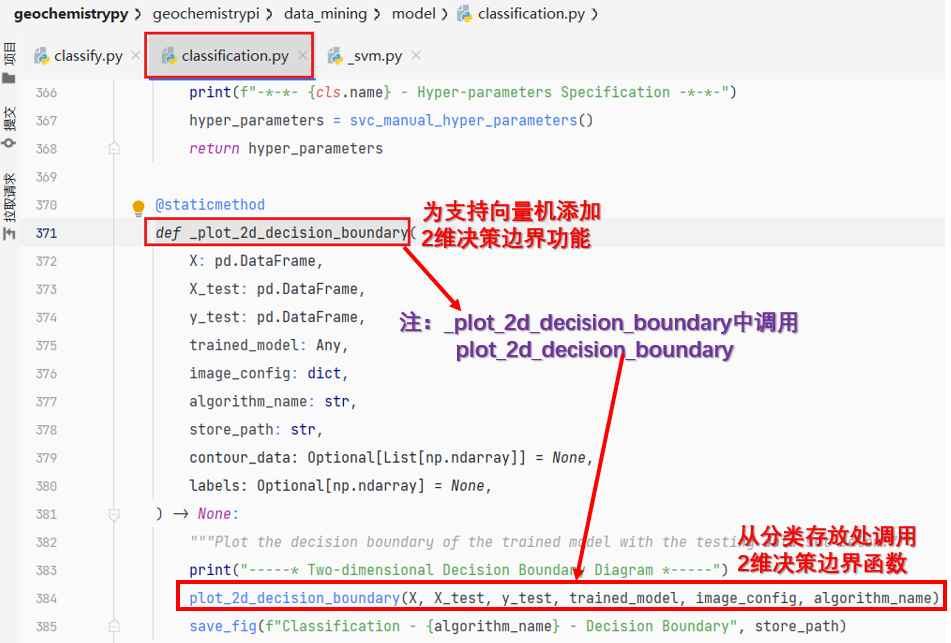 geochemistrypy > geochemistrypi > data_mining > model > classification.py >
classify.py × classification.py × _svm.py ×
项目
提交
拉取请求
366 print(f"-*-*- {cls.name} - Hyper-parameters Specification -*-*-")
367 hyper_parameters = svc_manual_hyper_parameters()
368 return hyper_parameters
369
370 @staticmethod
371 def _plot_2d_decision_boundary(
为支持向量机添加
2维决策边界功能
372 X: pd.DataFrame,
373 X_test: pd.DataFrame,
374 y_test: pd.DataFrame,
注：_plot_2d_decision_boundary中调用
plot_2d_decision_boundary
375 trained_model: Any,
376 image_config: dict,
377 algorithm_name: str,
378 store_path: str,
379 contour_data: Optional[List[np.ndarray]] = None,
380 labels: Optional[np.ndarray] = None,
381 ) -> None:
382 """Plot the decision boundary of the trained model with the testing
从分类存放处调用
2维决策边界函数
383 print("-----* Two-dimensional Decision Boundary Diagram *-----")
384 plot_2d_decision_boundary(X, X_test, y_test, trained_model, image_config, algorithm_name)
385 save_fig(f"Classification - {algorithm_name} - Decision Boundary", store_path)